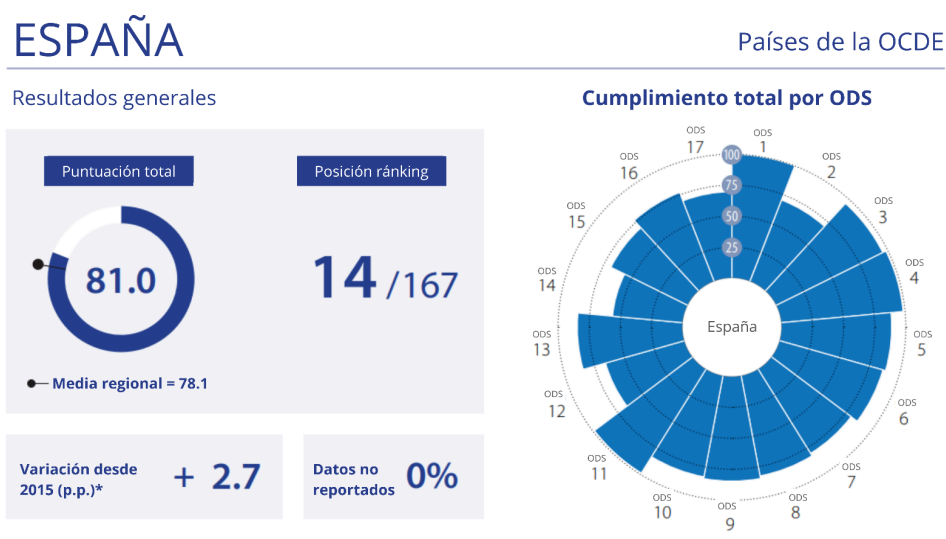 ESPAÑA
Países de la OCDE
Resultados generales
Puntuación total
81.0
Media regional = 78.1
Posición ránking
14/167
Variación desde
2015 (p.p.)*
+ 2.7
Datos no
reportados
0%
Cumplimiento total por ODS
100
75
50
25
España
ODS
1
ODS
2
ODS
3
ODS
4
ODS
5
ODS
6
ODS
7
ODS
8
ODS
9
ODS
10
ODS
11
ODS
12
ODS
13
ODS
14
ODS
15
ODS
16
ODS
17